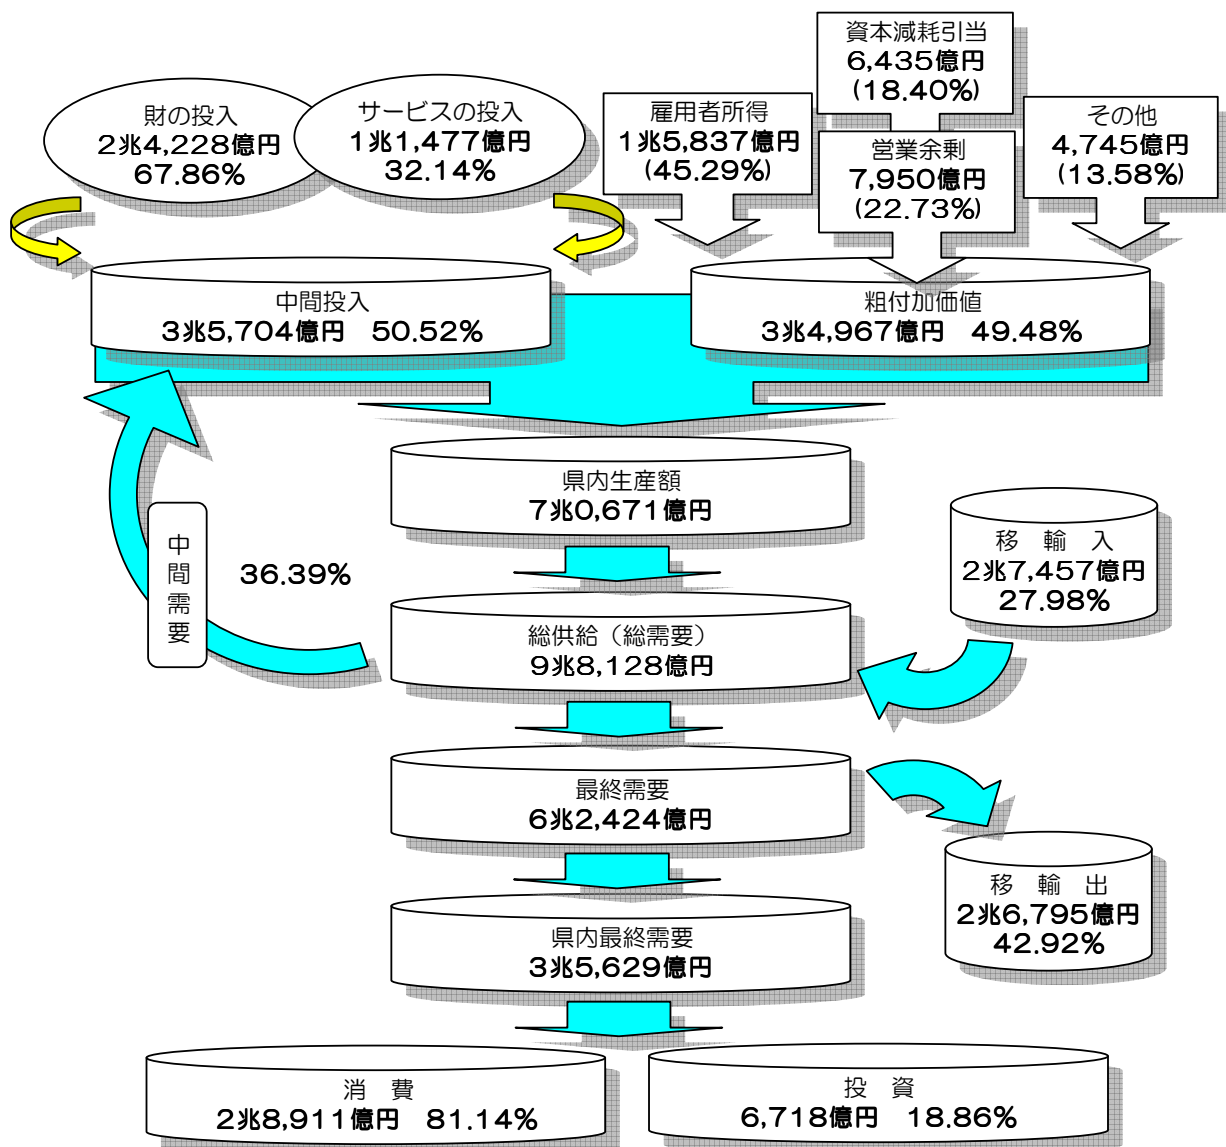 資本減耗引当
6,435億円
(18.40%)
財の投入
2兆4,228億円
67.86%
サービスの投入
1兆1,477億円
32.14%
雇用者所得
1兆5,837億円
(45.29%)
営業余剰
7,950億円
(22.73%)
その他
4,745億円
(13.58%)
中間投入
3兆5,704億円 50.52%
粗付加価値
3兆4,967億円 49.48%
県内生産額
7兆0,671億円
中間需要
36.39%
移 輸 入
2兆7,457億円
27.98%
総供給（総需要）
9兆8,128億円
最終需要
6兆2,424億円
移 輸 出
2兆6,795億円
42.92%
県内最終需要
3兆5,629億円
消 費
2兆8,911億円 81.14%
投 資
6,718億円 18.86%